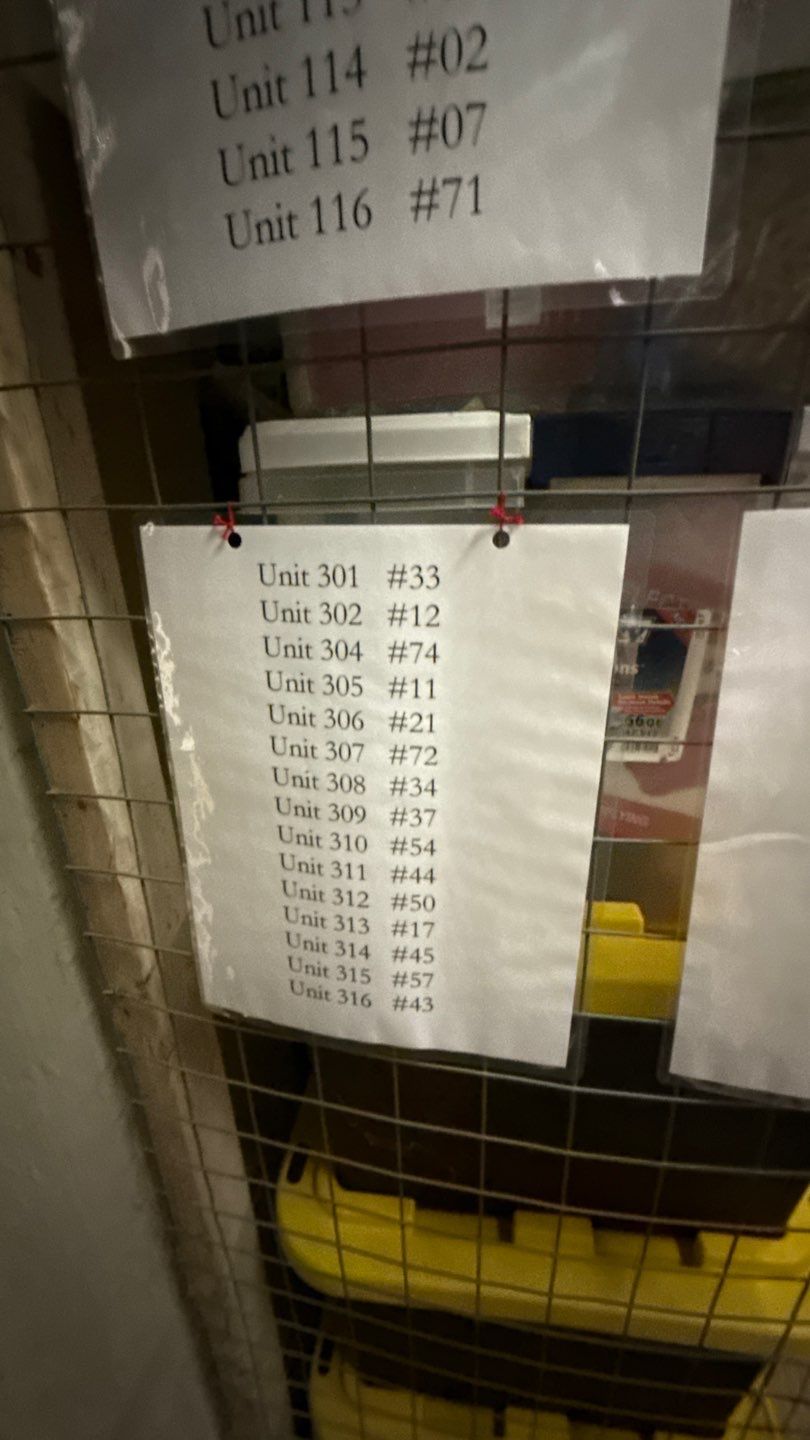 Unit 113
Unit 114 #02
Unit 115 #07
Unit 116 #71
Unit 301 #33
Unit 302 #12
Unit 304 #74
Unit 305 #11
Unit 306 #21
Unit 307 #72
Unit 308 #34
Unit 309 #37
Unit 310 #54
Unit 311 #44
Unit 312 #50
Unit 313 #17
Unit 314 #45
Unit 315 #57
Unit 316 #43